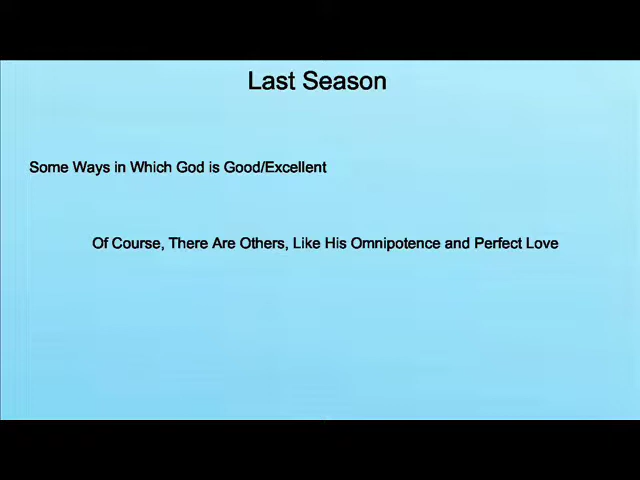 Last Season
Some Ways in Which God is Good/Excellent
Of Course, There Are Others, Like His Omnipotence and Perfect Love